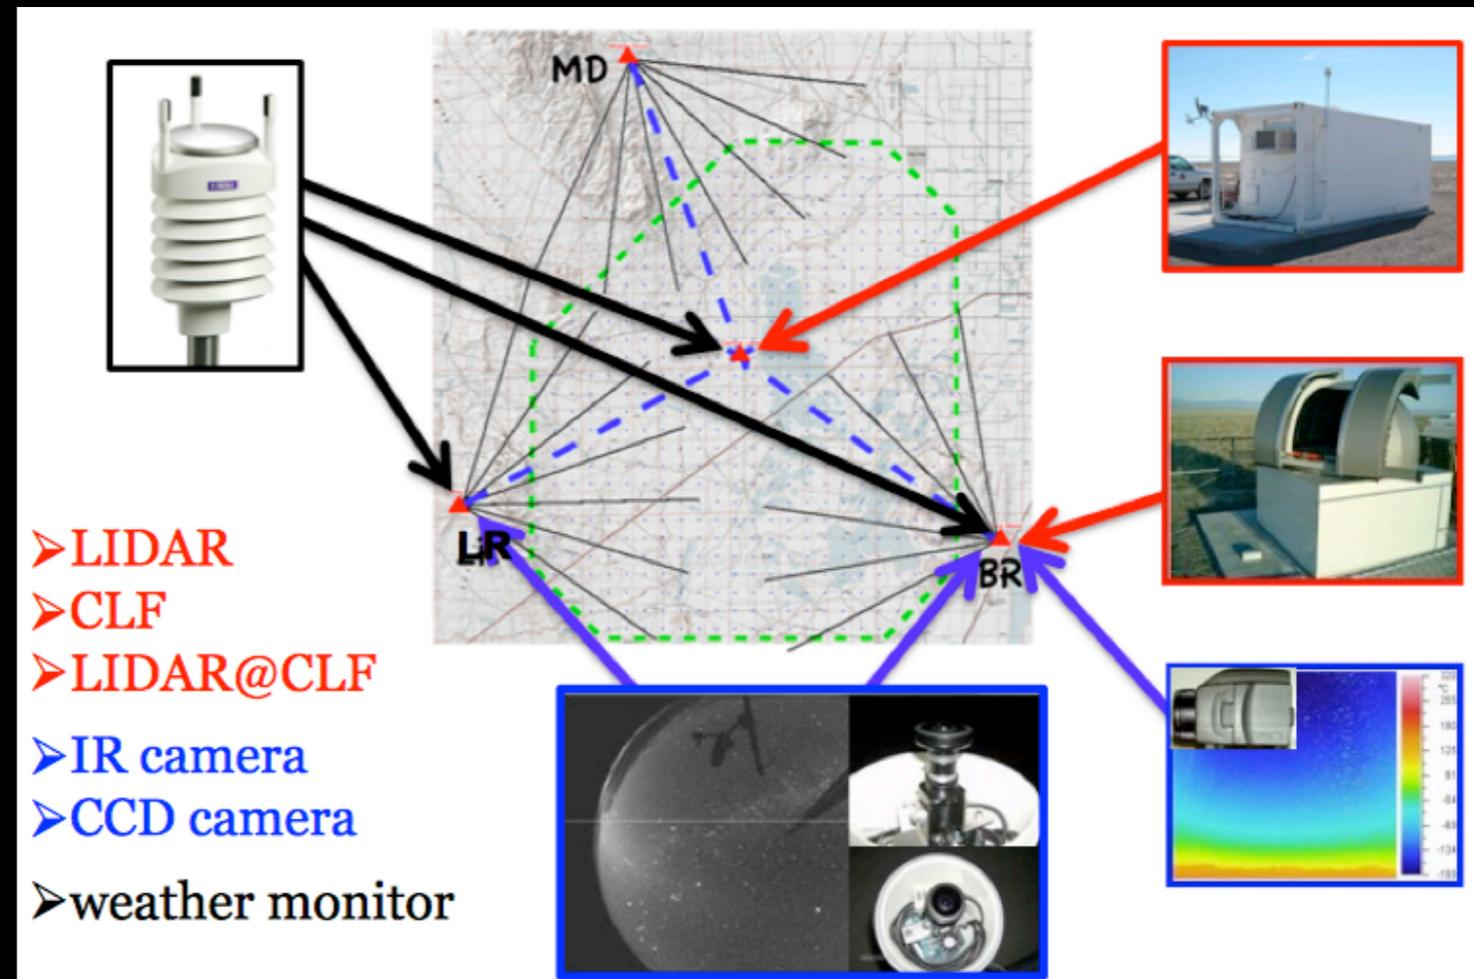 MD
LR
BR
➢LIDAR
➢CLF
➢LIDAR@CLF
➢IR camera
➢CCD camera
➢weather monitor
°C